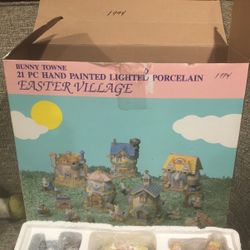 1994
BUNNY TOWNE
21 PC HAND PAINTED LIGHTED PORCELAIN
EASTER VILLAGE
1994